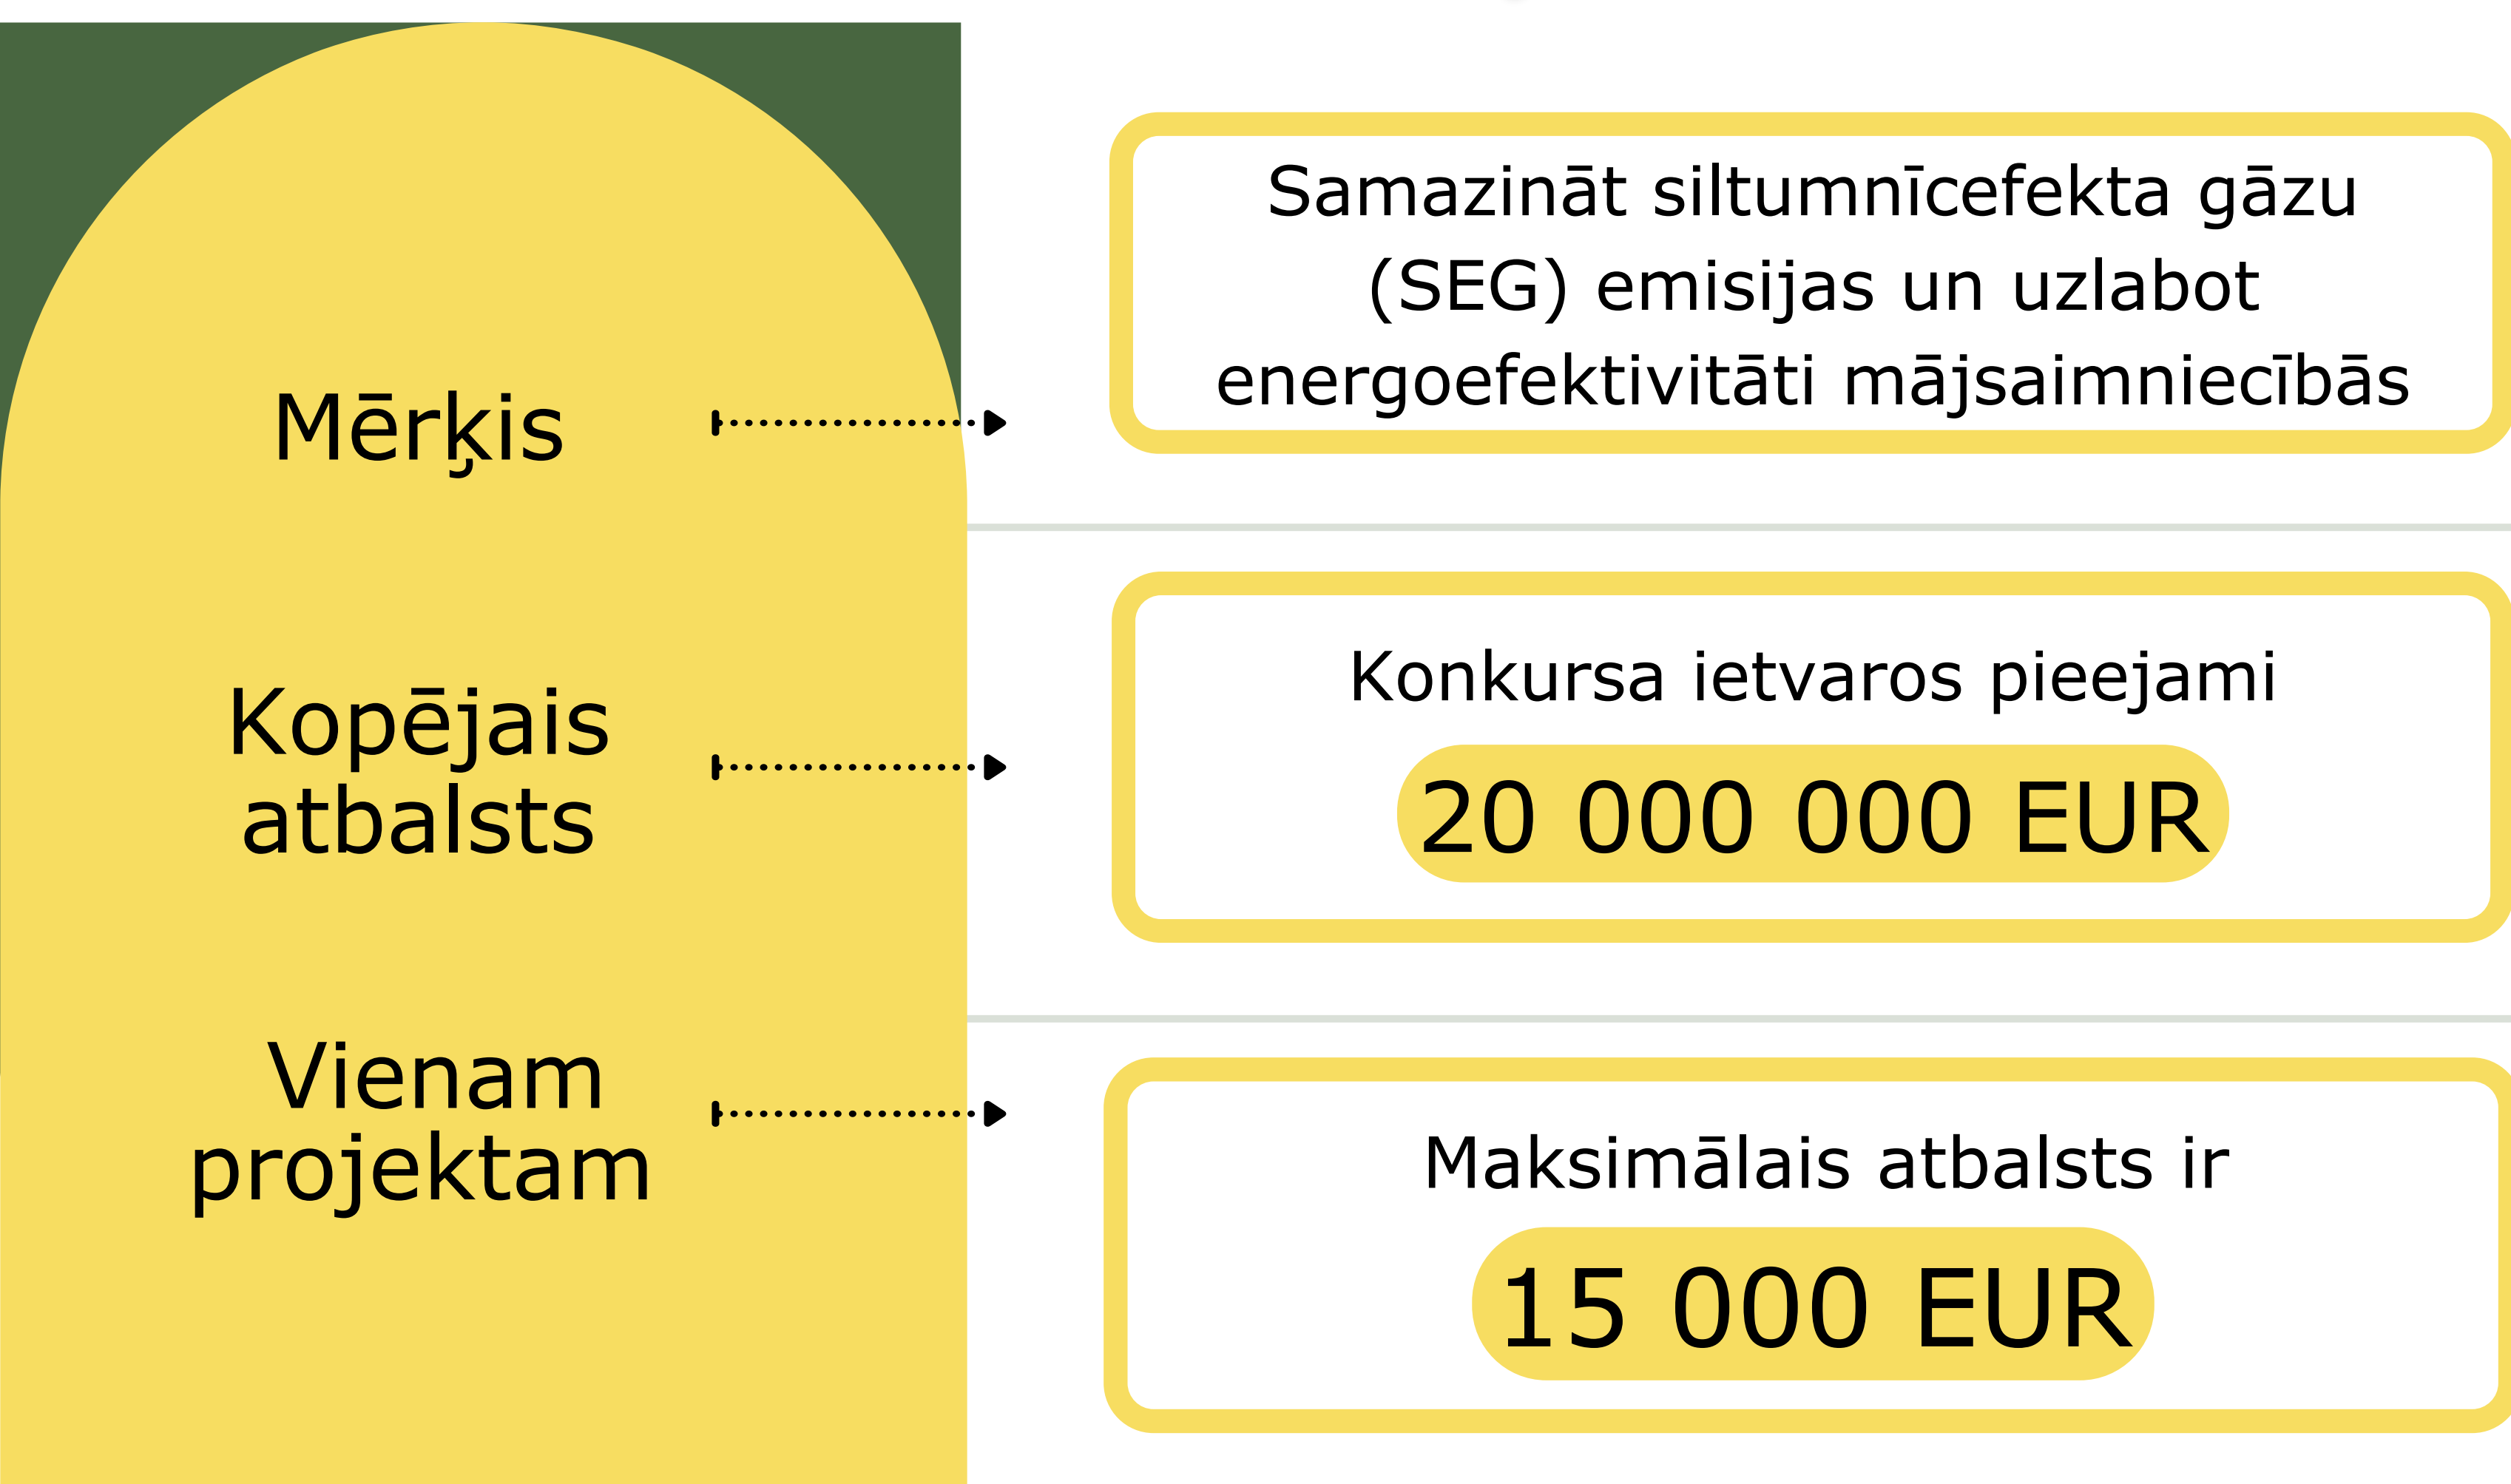 Mērķis
Samazināt siltumnīcefekta gāzu
(SEG) emisijas un uzlabot
energoefektivitāti mājsaimniecībās
Kopējais
atbalsts
Konkursa ietvaros pieejami
20 000 000 EUR
Vienam
projektam
Maksimālais atbalsts ir
15 000 EUR